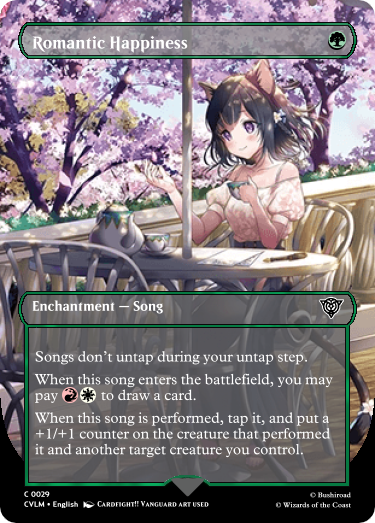 Romantic Happiness
Enchantment — Song
Songs don't untap during your untap step.
When this song enters the battlefield, you may
pay to draw a card.
When this song is performed, tap it, and put a
+1/+1 counter on the creature that performed
it and another target creature you control.
C 0029
CVLM • English CARDFIGHT!! VANGUARD ART USED
© Bushiroad
© Wizards of the Coast